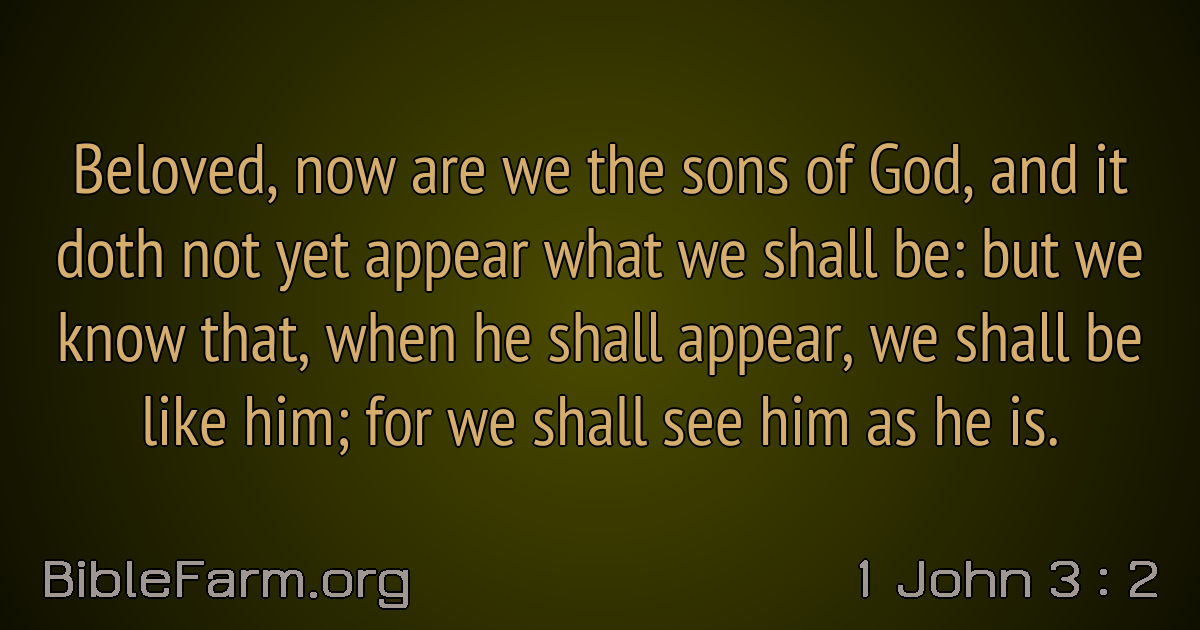 Beloved, now are we the sons of God, and it
doth not yet appear what we shall be: but we
know that, when he shall appear, we shall be
like him; for we shall see him as he is.
BibleFarm.org
1 John 3 : 2